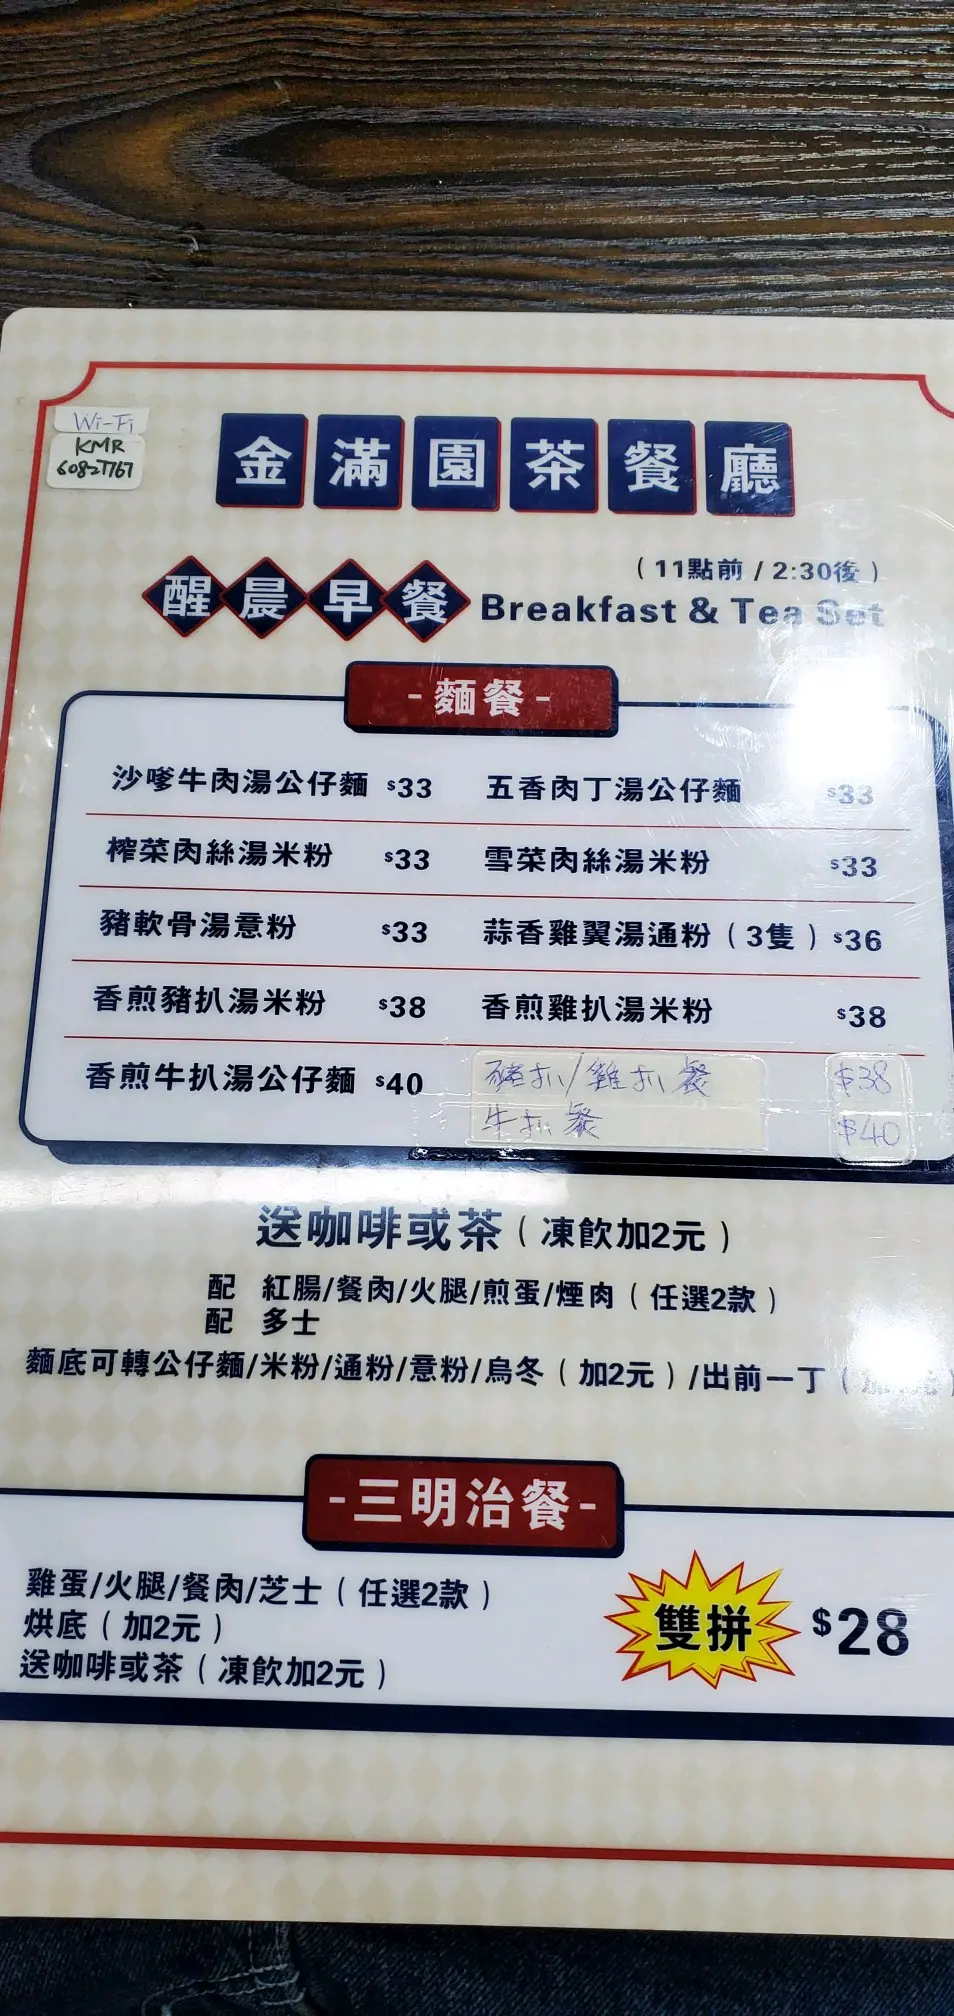 Wi-Fi
KMR
60827767
金滿園茶餐廳
(11點前/2:30後)
醒晨早餐 Breakfast & Tea Set
-麵餐-
沙嗲牛肉湯公仔麵 $33 五香肉丁湯公仔麵 $33
榨菜肉絲湯米粉 $33 雪菜肉絲湯米粉 $33
豬軟骨湯意粉 $33 蒜香雞翼湯通粉(3隻) $36
香煎豬扒湯米粉 $38 香煎雞扒湯米粉 $38
香煎牛扒湯公仔麵 $40 豬扒/雞扒餐 $38
牛扒餐 $40
送咖啡或茶(凍飲加2元)
配 紅腸/餐肉/火腿/煎蛋/煙肉(任選2款)
配 多士
麵底可轉公仔麵/米粉/通粉/意粉/烏冬(加2元)/出前一丁(
-三明治餐-
雞蛋/火腿/餐肉/芝士(任選2款)
烘底(加2元)
送咖啡或茶(凍飲加2元)
雙拼 $28